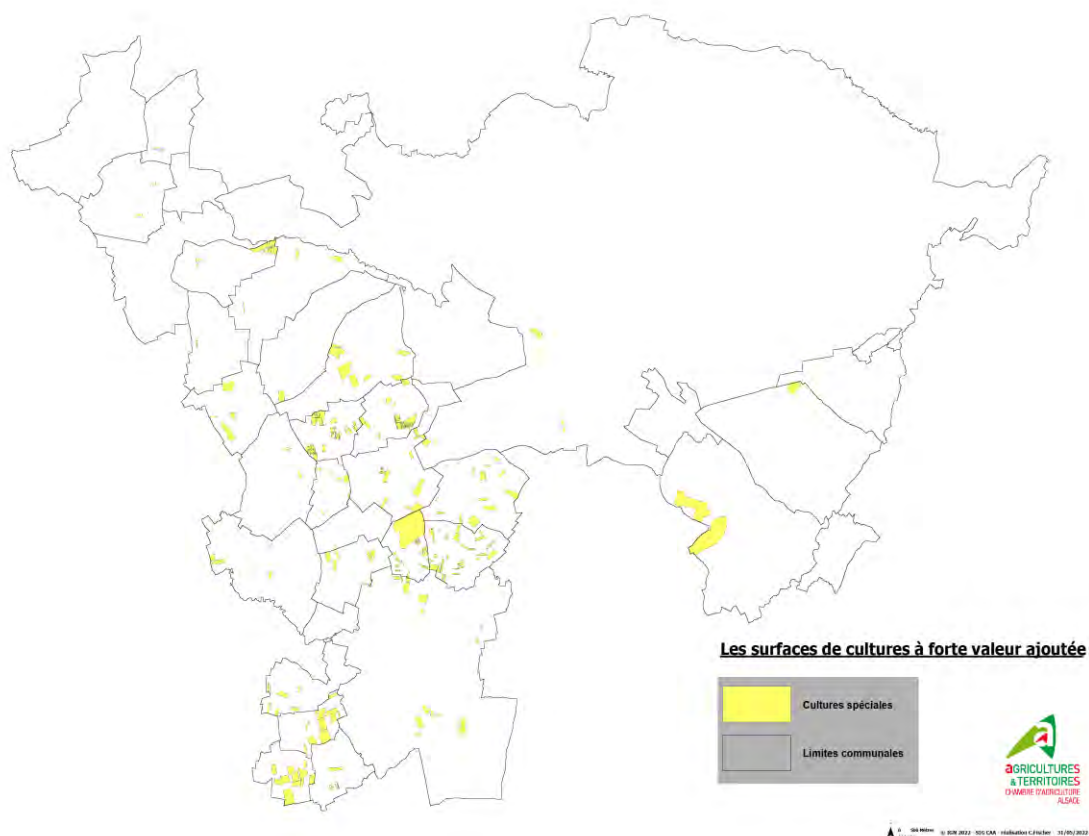 Les surfaces de cultures à forte valeur ajoutée
Cultures spéciales
Limites communales
aGRICULTURES
& TERRITOIRES
CHAMBRE D'AGRICULTURE
ALSACE